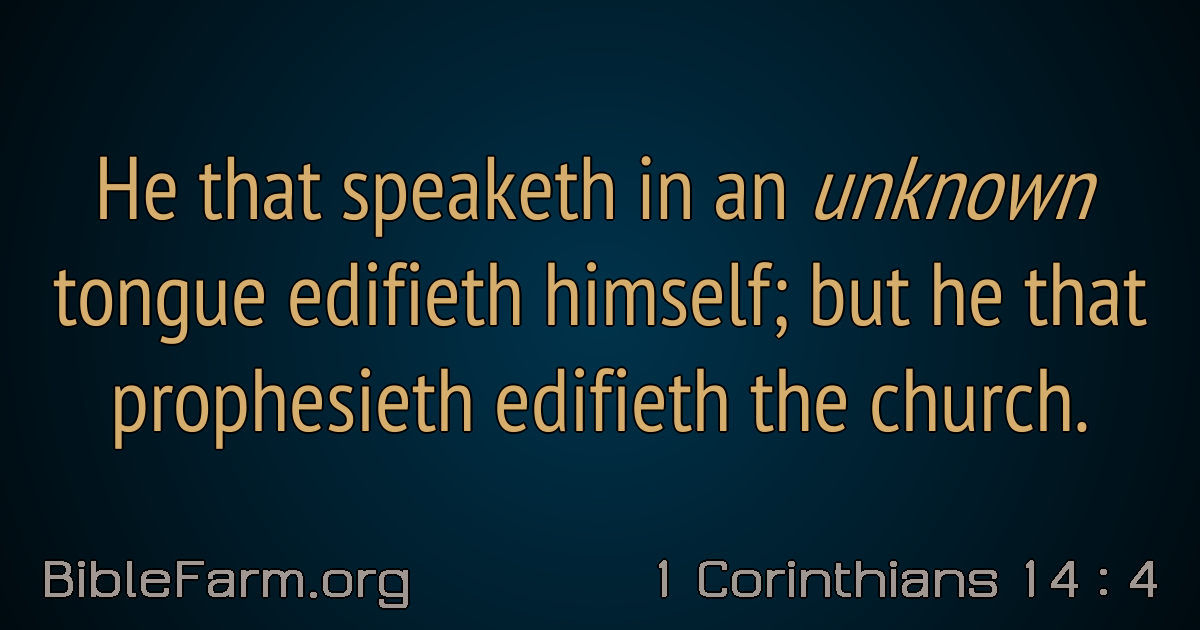 He that speaketh in an unknown
tongue edifieth himself; but he that
prophesieth edifieth the church.
BibleFarm.org
1 Corinthians 14 : 4